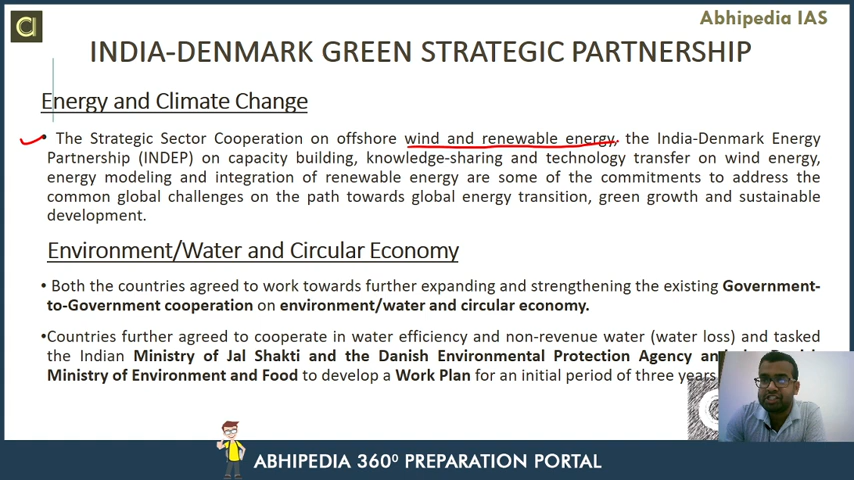 Abhipedia IAS
INDIA-DENMARK GREEN STRATEGIC PARTNERSHIP
Energy and Climate Change
• The Strategic Sector Cooperation on offshore wind and renewable energy, the India-Denmark Energy
Partnership (INDEP) on capacity building, knowledge-sharing and technology transfer on wind energy,
energy modeling and integration of renewable energy are some of the commitments to address the
common global challenges on the path towards global energy transition, green growth and sustainable
development.
Environment/Water and Circular Economy
• Both the countries agreed to work towards further expanding and strengthening the existing Government-
to-Government cooperation on environment/water and circular economy.
•Countries further agreed to cooperate in water efficiency and non-revenue water (water loss) and tasked
the Indian Ministry of Jal Shakti and the Danish Environmental Protection Agency
Ministry of Environment and Food to develop a Work Plan for an initial period of three years
ABHIPEDIA 360⁰ PREPARATION PORTAL